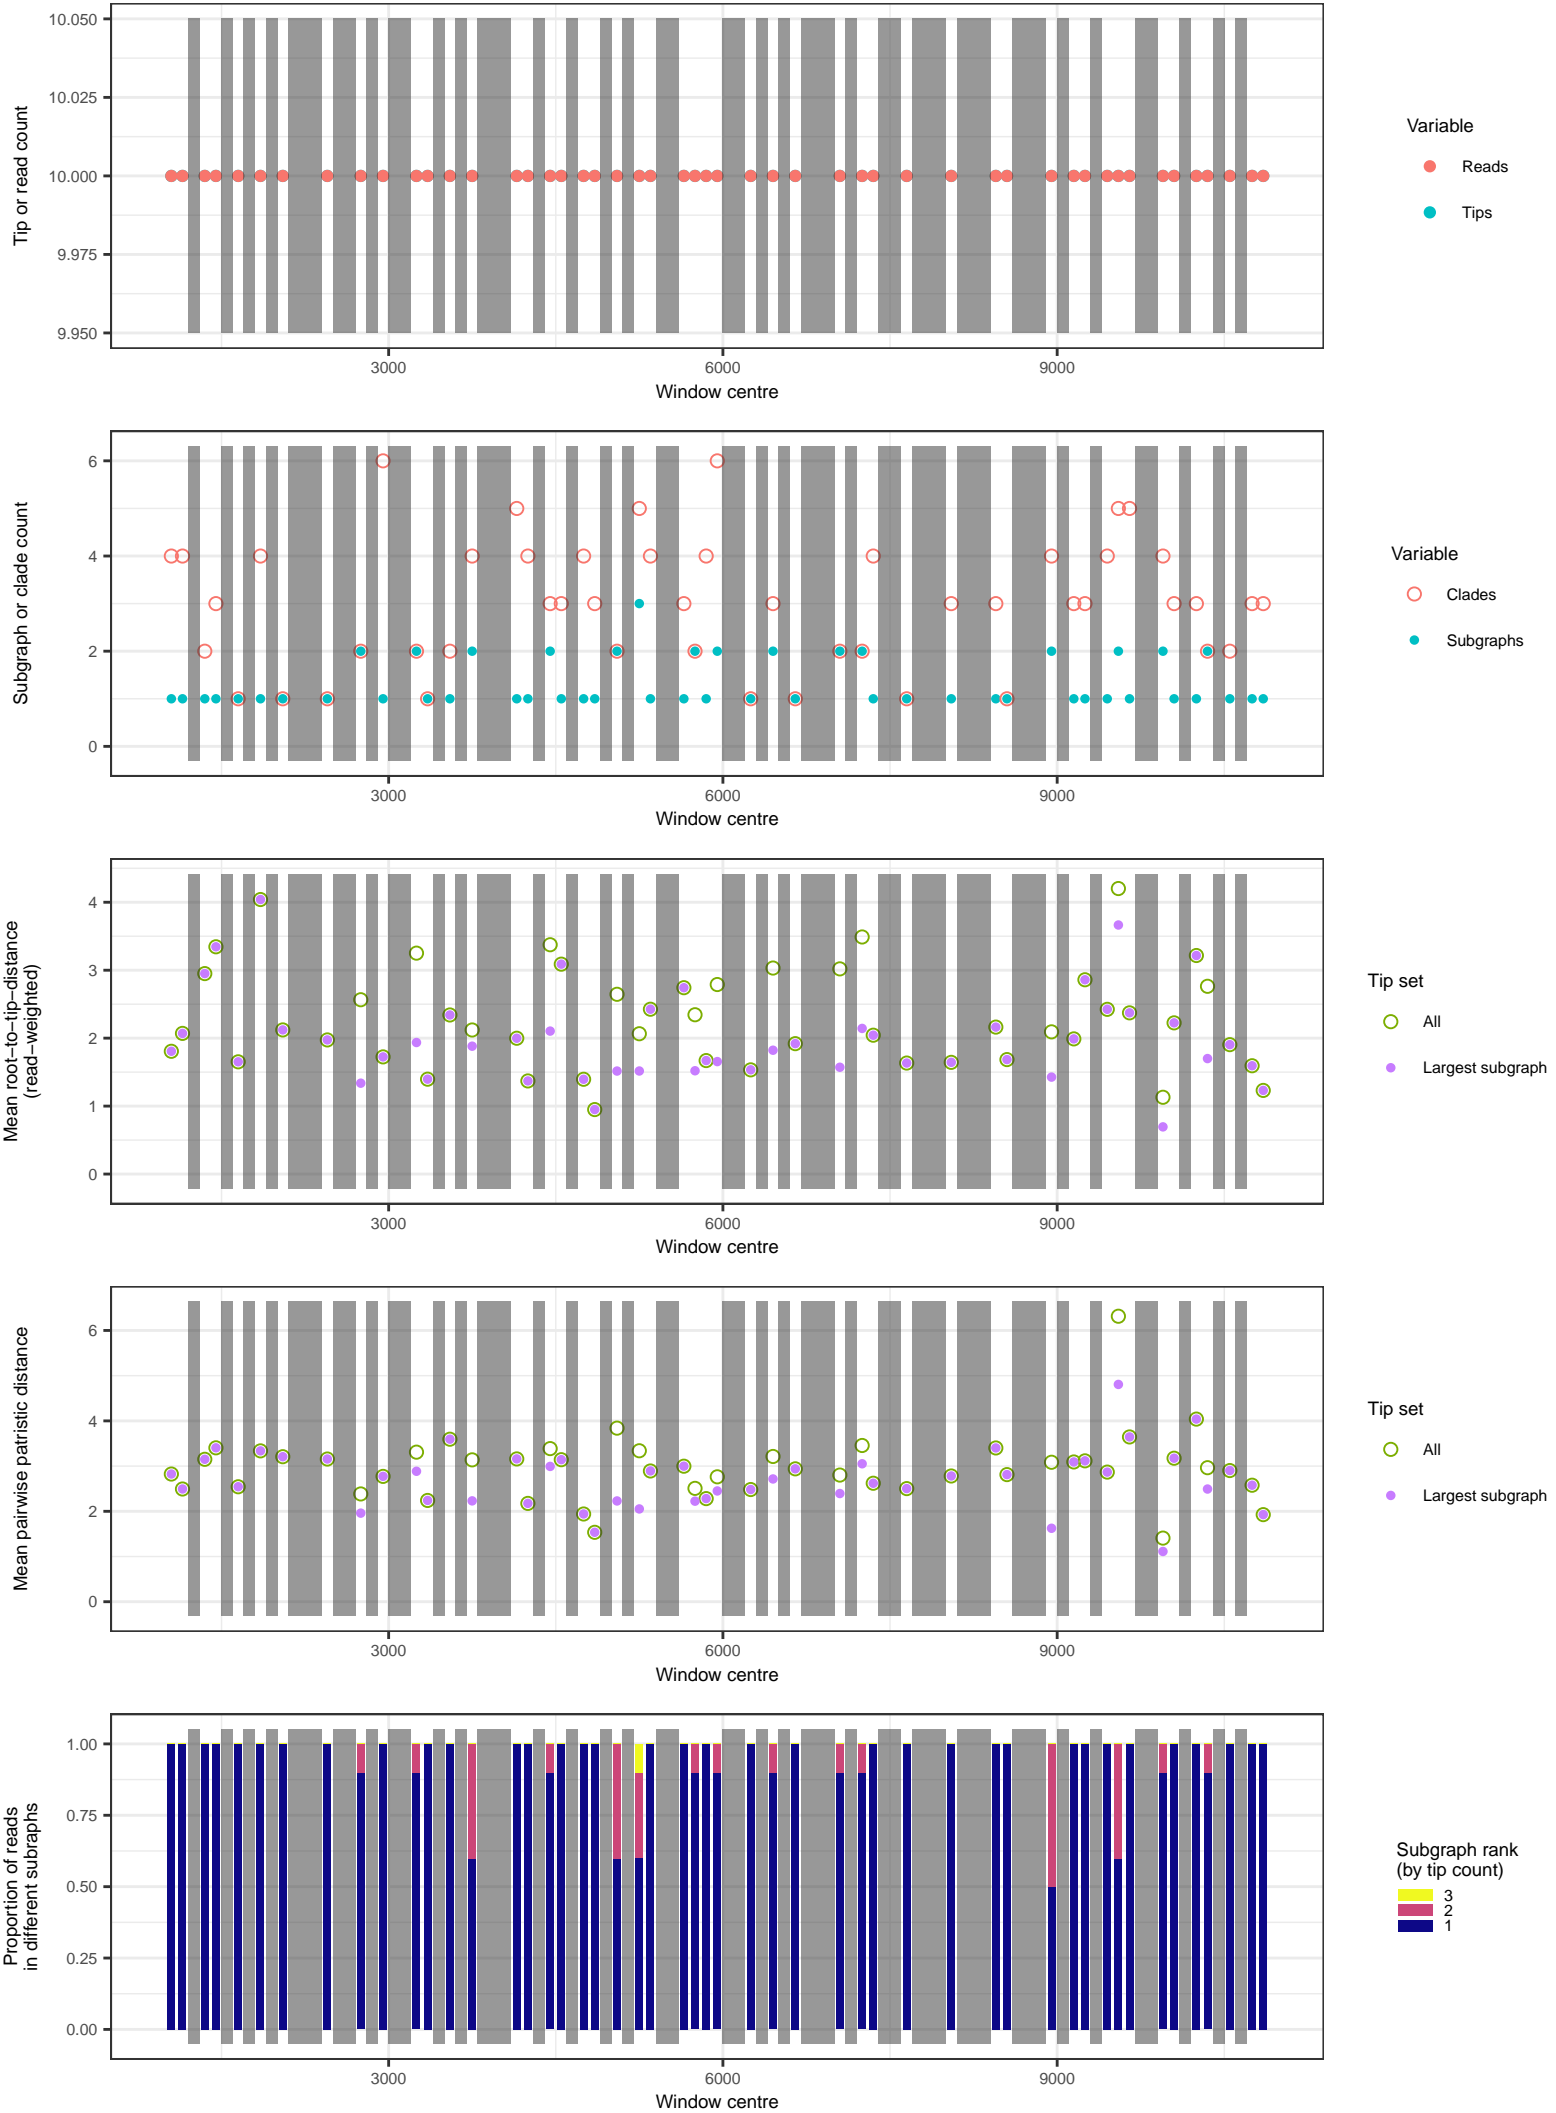 10.050
10.025
10.000
9.975
9.950
Tip or read count
3000
6000
9000
Window centre
Variable
Reads
Tips
6
4
2
0
Subgraph or clade count
3000
6000
9000
Window centre
Variable
Clades
Subgraphs
4
3
2
1
0
Mean root−to−tip−distance
(read−weighted)
3000
6000
9000
Window centre
Tip set
All
Largest subgraph
6
4
2
0
Mean pairwise patristic distance
3000
6000
9000
Window centre
Tip set
All
Largest subgraph
1.00
0.75
0.50
0.25
0.00
Proportion of reads
in different subraphs
3000
6000
9000
Window centre
Subgraph rank
(by tip count)
3
2
1